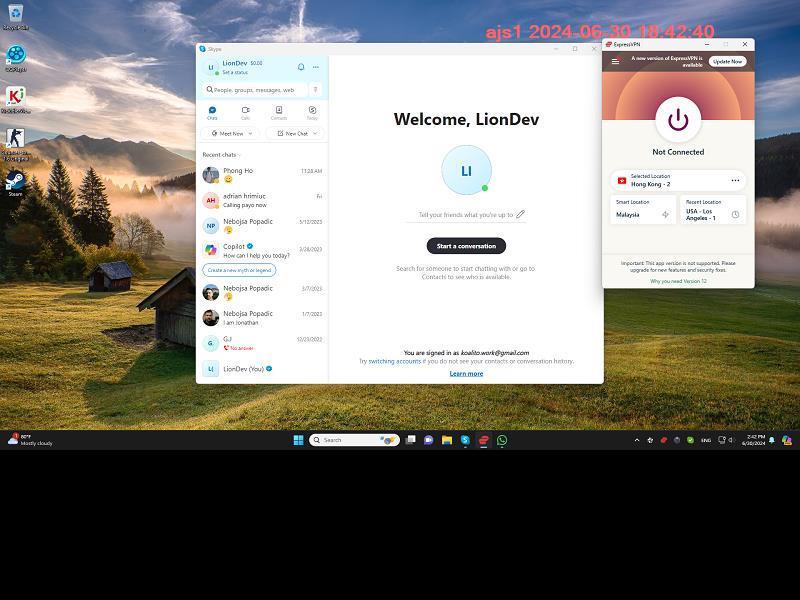 ajs1 2024-06-30 18:42:40
Recycle Bin
Steam
Skype
LI
LionDev $0.00
Set a status
People, groups, messages, web
Chats
Calls
Contacts
Today
Meet Now
New Chat
Recent chats
Phong Ho 11:28 AM
AH
adrian hrimiuc Fri
Calling payo now
NP
Nebojsa Popadic 5/12/2023
Copilot 3/28/2023
How can I help you today?
Create a new myth or legend
Nebojsa Popadic 3/7/2023
Nebojsa Popadic 1/7/2023
I am Jonathan
G
GJ 12/23/2022
No answer
LI
LionDev (You)
Welcome, LionDev
LI
Tell your friends what you're up to
Start a conversation
Search for someone to start chatting with or go to
Contacts to see who is available.
You are signed in as koalito.work@gmail.com
Try switching accounts if you do not see your contacts or conversation history.
Learn more
ExpressVPN
A new version of ExpressVPN is
available
Update Now
Not Connected
Selected Location
Hong Kong - 2
Smart Location
Malaysia
Recent Location
USA - Los
Angeles - 1
Important: This app version is not supported. Please
upgrade for new features and security fixes.
Why you need Version 12
80°F
Mostly cloudy
Search
ENG
2:42 PM
6/30/2024